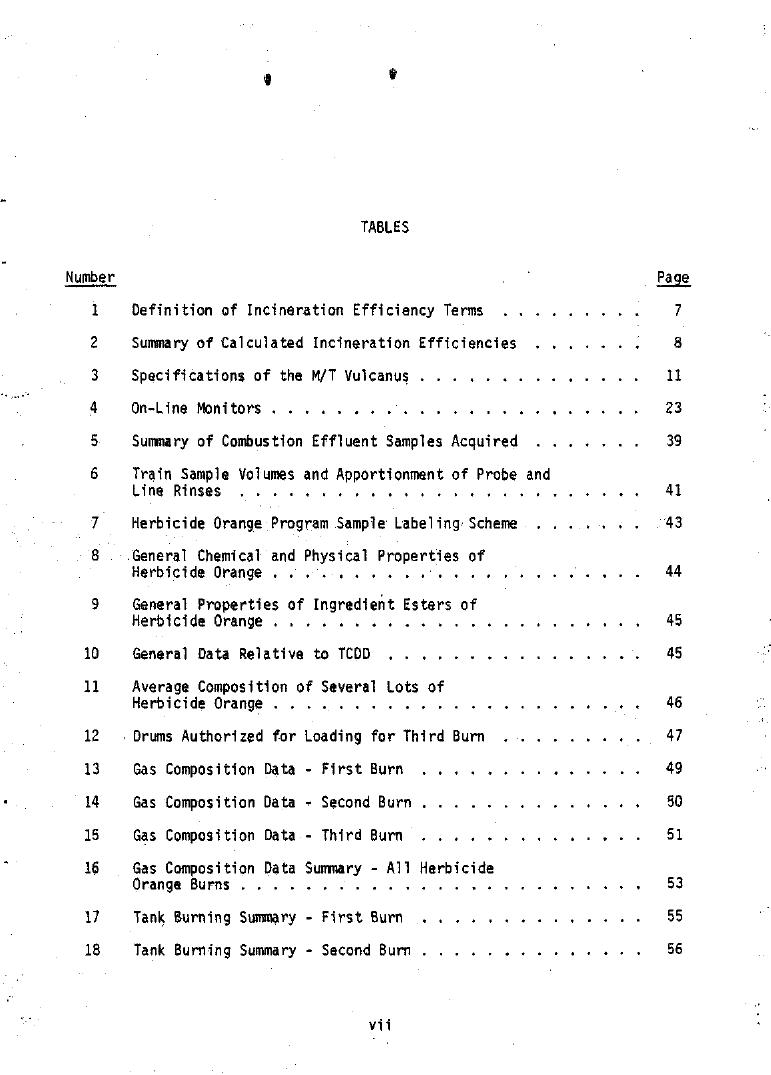 TABLES
Number Page
1 Definition of Incineration Efficiency Terms . . . . . . . . . 7
2 Summary of Calculated Incineration Efficiencies . . . . . . . 8
3 Specifications of the M/T Vulcanus . . . . . . . . . . . . . . 11
4 On-Line Monitors . . . . . . . . . . . . . . . . . . . . . . . 23
5 Summary of Combustion Effluent Samples Acquired . . . . . . . 39
6 Train Sample Volumes and Apportionment of Probe and
Line Rinses . . . . . . . . . . . . . . . . . . . . . . . . . 41
7 Herbicide Orange Program Sample Labeling Scheme . . . . . . . 43
8 General Chemical and Physical Properties of
Herbicide Orange . . . . . . . . . . . . . . . . . . . . . . . 44
9 General Properties of Ingredient Esters of
Herbicide Orange . . . . . . . . . . . . . . . . . . . . . . . 45
10 General Data Relative to TCDD . . . . . . . . . . . . . . . . 45
11 Average Composition of Several Lots of
Herbicide Orange . . . . . . . . . . . . . . . . . . . . . . . 46
12 Drums Authorized for Loading for Third Burn . . . . . . . . . 47
13 Gas Composition Data - First Burn . . . . . . . . . . . . . . 49
14 Gas Composition Data - Second Burn . . . . . . . . . . . . . . 50
15 Gas Composition Data - Third Burn . . . . . . . . . . . . . . 51
16 Gas Composition Data Summary - All Herbicide
Orange Burns . . . . . . . . . . . . . . . . . . . . . . . . . 53
17 Tank Burning Summary - First Burn . . . . . . . . . . . . . . 55
18 Tank Burning Summary - Second Burn . . . . . . . . . . . . . . 56
vii